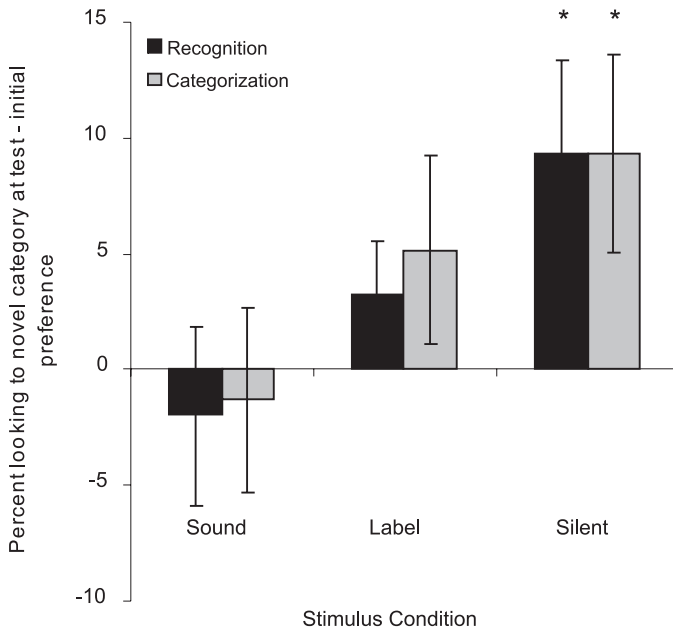 Percent looking to novel category at test - initial
preference
15
10
5
0
-5
-10
Recognition
Categorization
* *
Sound Label Silent
Stimulus Condition